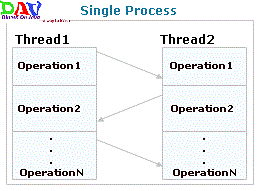 DAV
Single Process
Thread1 Thread2
Operation1 Operation1
Operation2 Operation2
OperationN OperationN